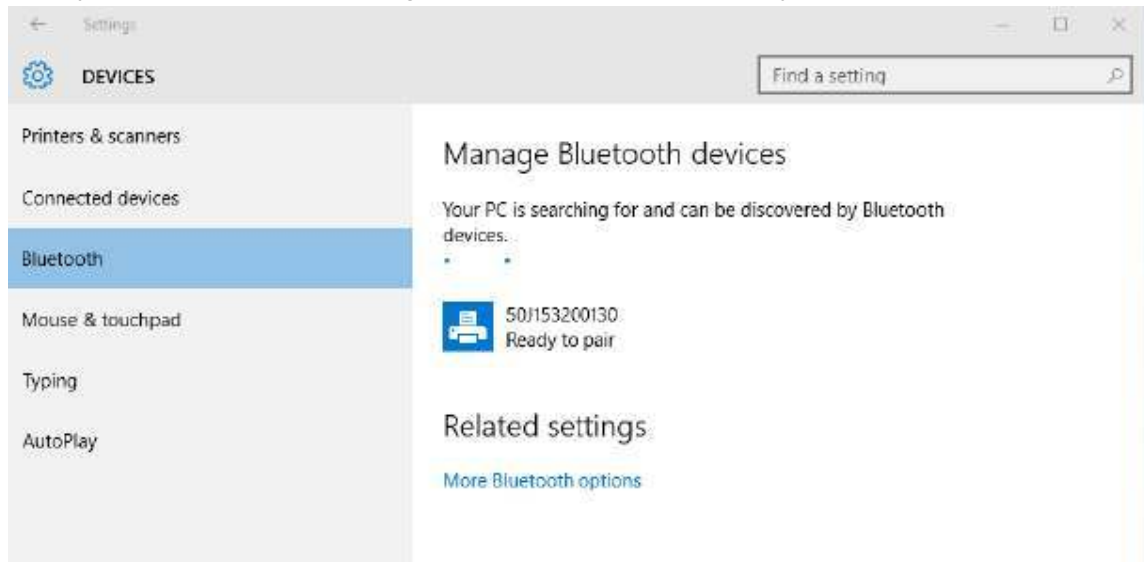 Settings
DEVICES
Find a setting
Printers & scanners
Connected devices
Bluetooth
Mouse & touchpad
Typing
AutoPlay
Manage Bluetooth devices
Your PC is searching for and can be discovered by Bluetooth
devices.
50J153200130
Ready to pair
Related settings
More Bluetooth options